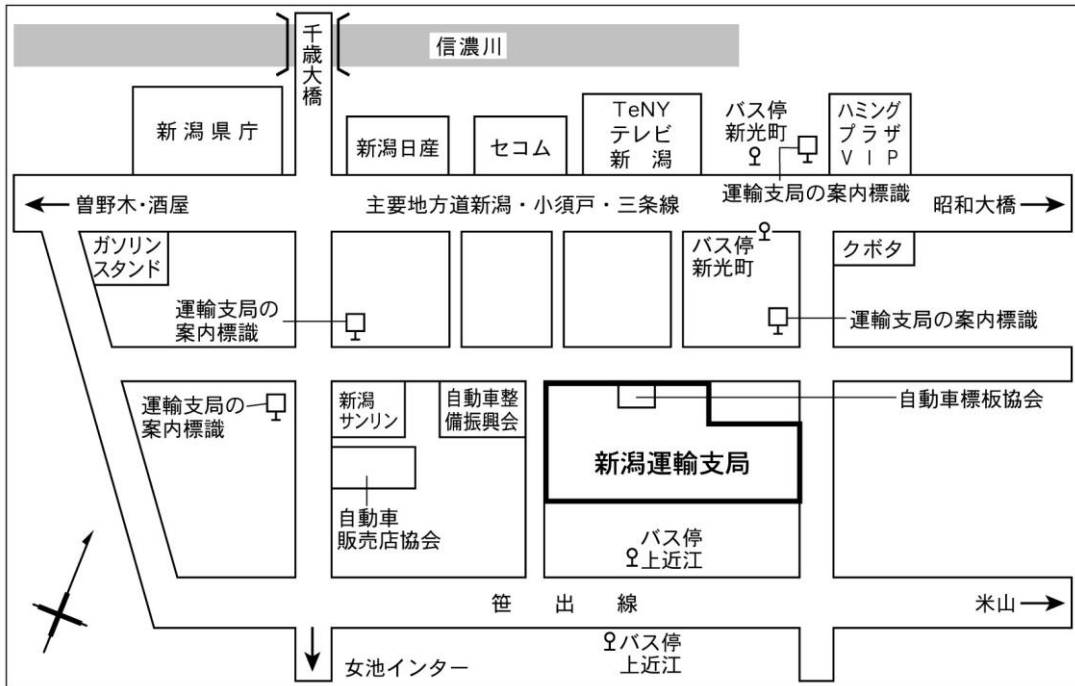 信濃川
千歳大橋
新潟県庁
新潟日産
セコム
TeNY
テレビ
新潟
バス停
新光町
ハミング
プラザ
VIP
運輸支局の案内標識
曽野木・酒屋
主要地方道新潟・小須戸・三条線
昭和大橋
ガソリン
スタンド
バス停
新光町
クボタ
運輸支局の
案内標識
運輸支局の案内標識
運輸支局の
案内標識
新潟
サンリン
自動車整
備振興会
自動車標板協会
新潟運輸支局
自動車
販売店協会
バス停
上近江
笹出線
米山
バス停
上近江
女池インター